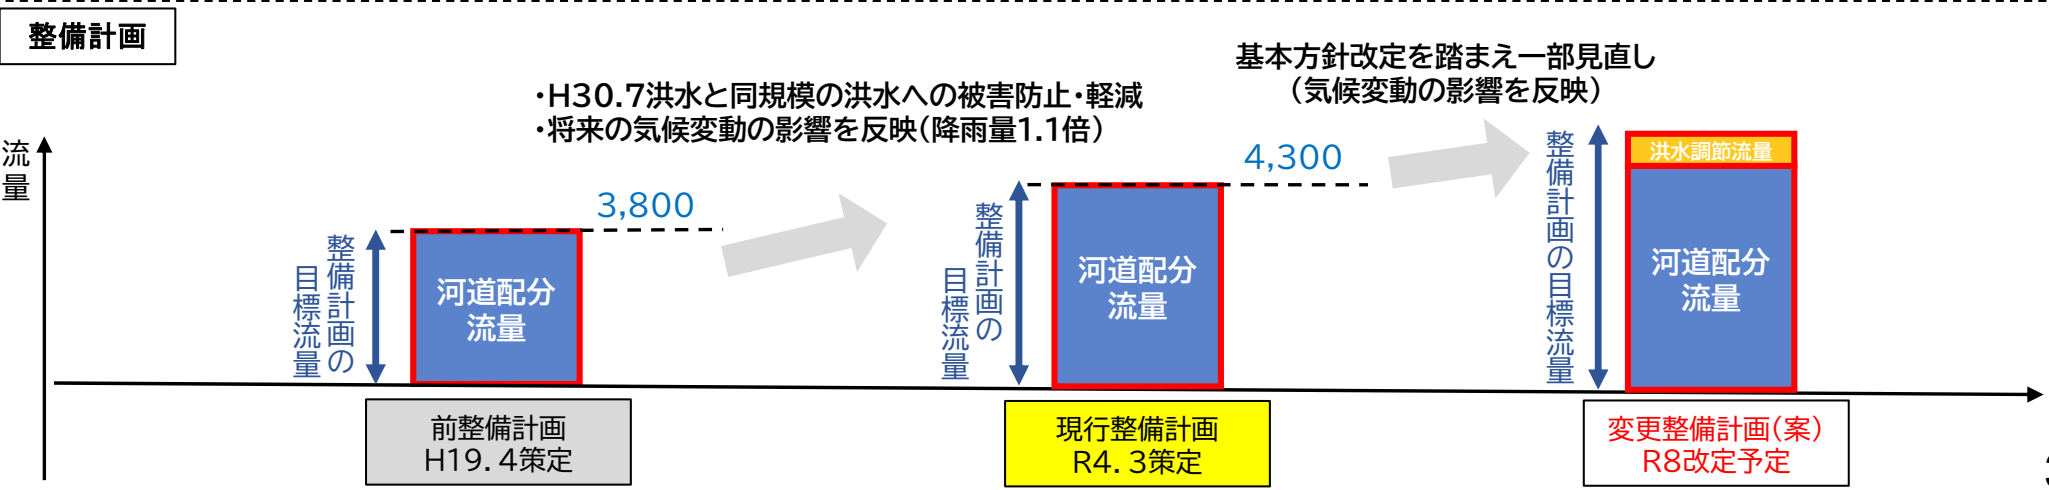 整備計画
・H30.7洪水と同規模の洪水への被害防止・軽減
・将来の気候変動の影響を反映(降雨量1.1倍)
基本方針改定を踏まえ一部見直し
(気候変動の影響を反映)
流量
3,800
4,300
整備計画の
目標流量
河道配分
流量
整備計画の
目標流量
河道配分
流量
整備計画の目標流量
洪水調節流量
河道配分
流量
前整備計画
H19.4策定
現行整備計画
R4.3策定
変更整備計画(案)
R8改定予定